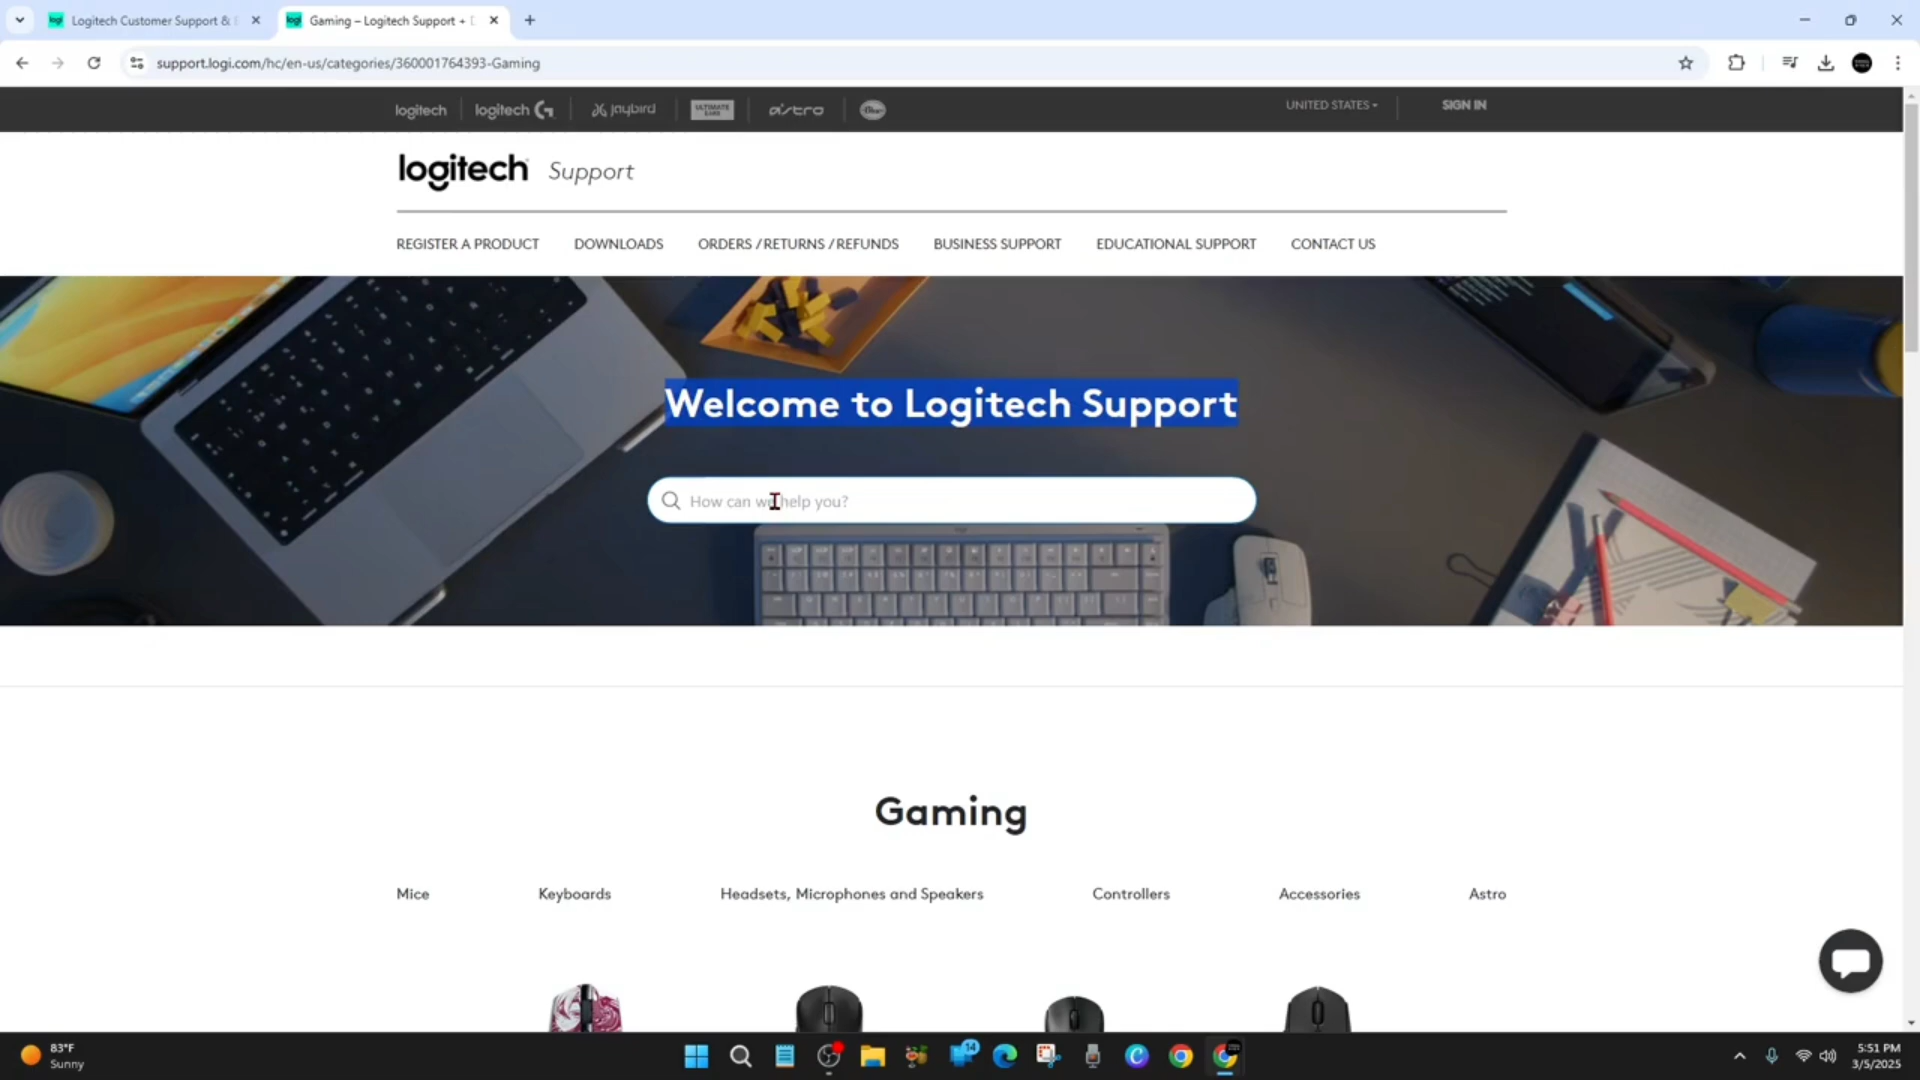 Logitech Customer Support &
Gaming – Logitech Support +
support.logi.com/hc/en-us/categories/360001764393-Gaming
logitech
logitech G
Jaybird
ULTIMATE EARS
ASTRO
UNITED STATES
SIGN IN
logitech Support
REGISTER A PRODUCT
DOWNLOADS
ORDERS / RETURNS / REFUNDS
BUSINESS SUPPORT
EDUCATIONAL SUPPORT
CONTACT US
Welcome to Logitech Support
How can we help you?
Gaming
Mice
Keyboards
Headsets, Microphones and Speakers
Controllers
Accessories
Astro
83°F
Sunny
14
5:51 PM
3/5/2025